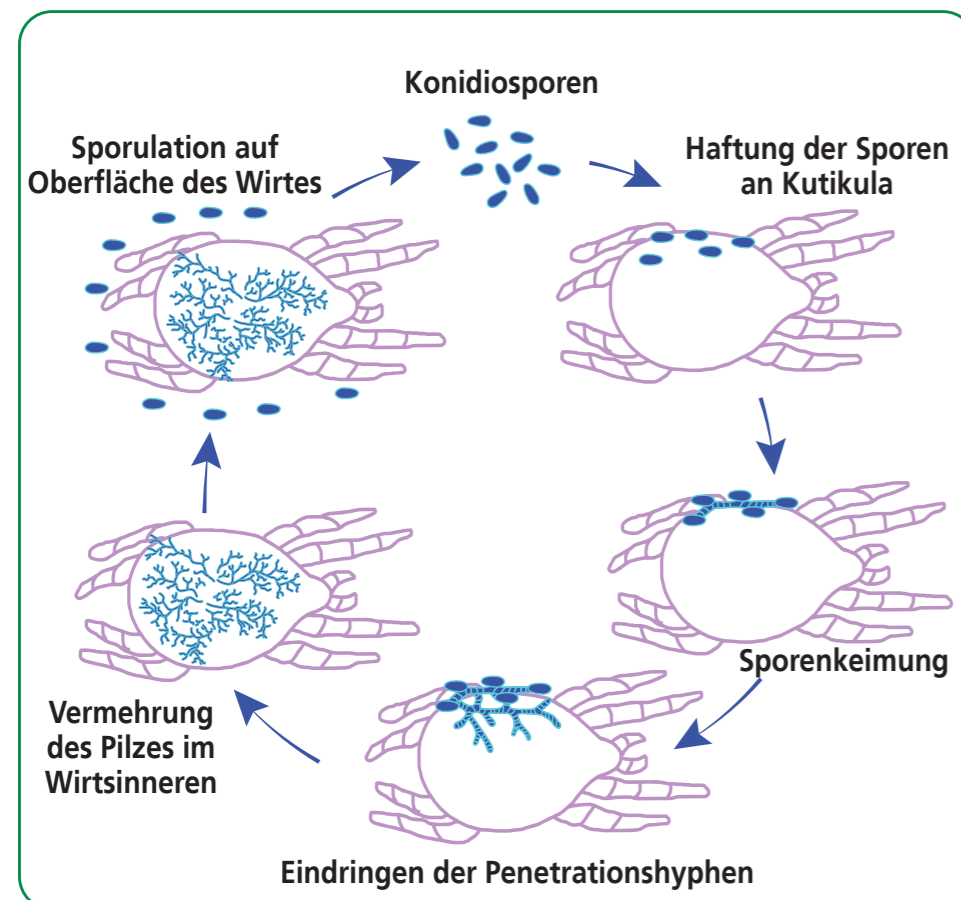 Konidiosporen
Sporulation auf
Oberfläche des Wirtes
Haftung der Sporen
an Kutikula
Sporenkeimung
Vermehrung
des Pilzes im
Wirtsinneren
Eindringen der Penetrationshyphen